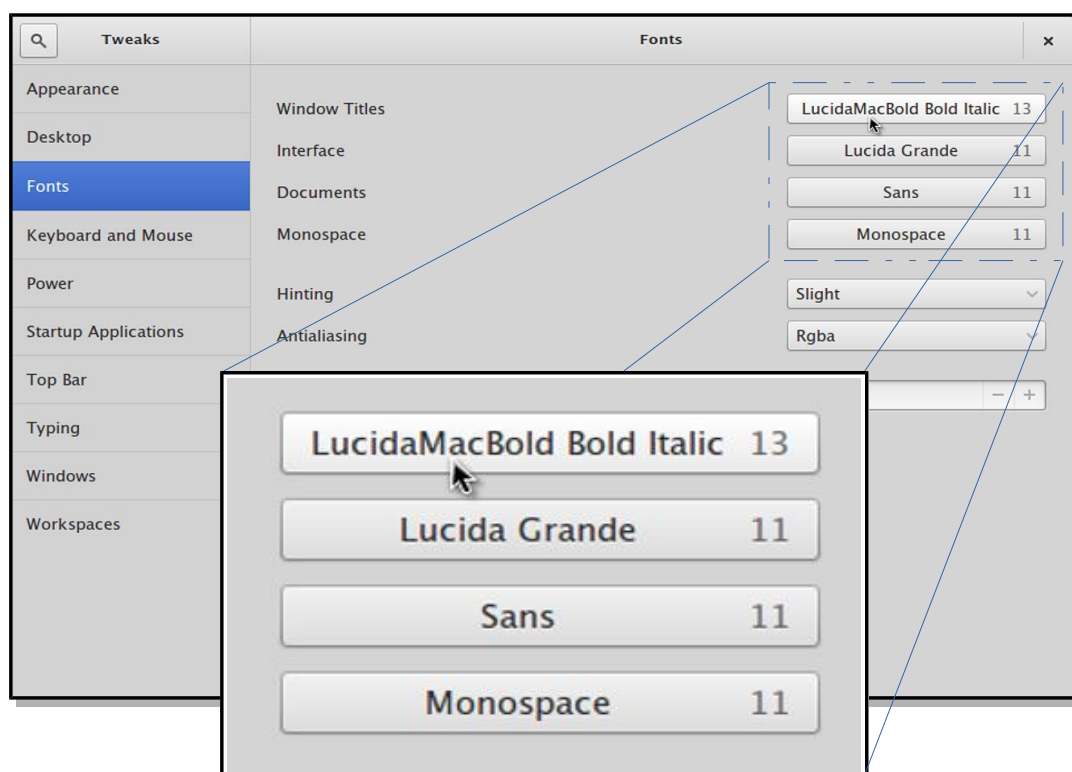 Tweaks
Fonts
Appearance
Desktop
Fonts
Keyboard and Mouse
Power
Startup Applications
Top Bar
Typing
Windows
Workspaces
Window Titles LucidaMacBold Bold Italic 13
Interface Lucida Grande 11
Documents Sans 11
Monospace Monospace 11
Hinting Slight
Antialiasing Rgba
LucidaMacBold Bold Italic 13
Lucida Grande 11
Sans 11
Monospace 11